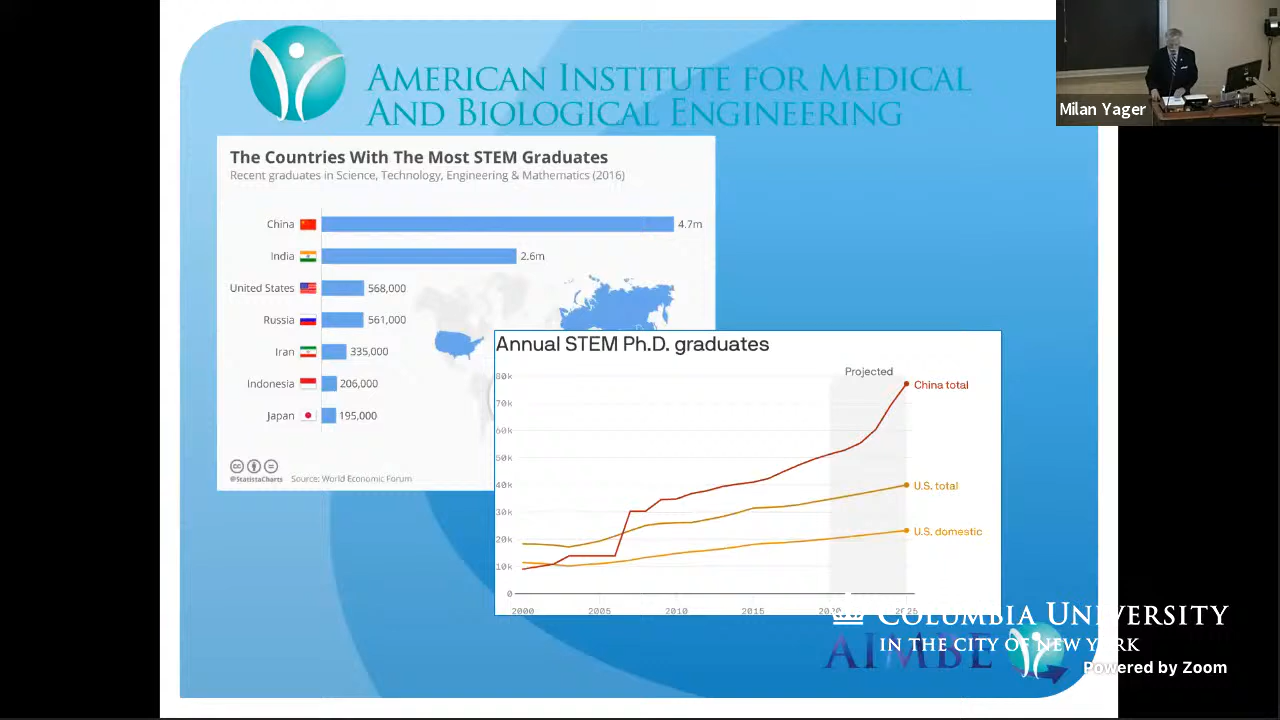 AMERICAN INSTITUTE FOR MEDICAL
AND BIOLOGICAL ENGINEERING
Milan Yager
The Countries With The Most STEM Graduates
Recent graduates in Science, Technology, Engineering & Mathematics (2016)
China 4.7m
India 2.6m
United States 568,000
Russia 561,000
Iran 335,000
Indonesia 206,000
Japan 195,000
@StatistaCharts Source: World Economic Forum
Annual STEM Ph.D. graduates
Projected
80k
China total
70k
60k
50k
40k
U.S. total
30k
20k
U.S. domestic
10k
0
2000 2005 2010 2015 2020 2025
COLUMBIA UNIVERSITY
IN THE CITY OF NEW YORK
AIMBE
Powered by Zoom